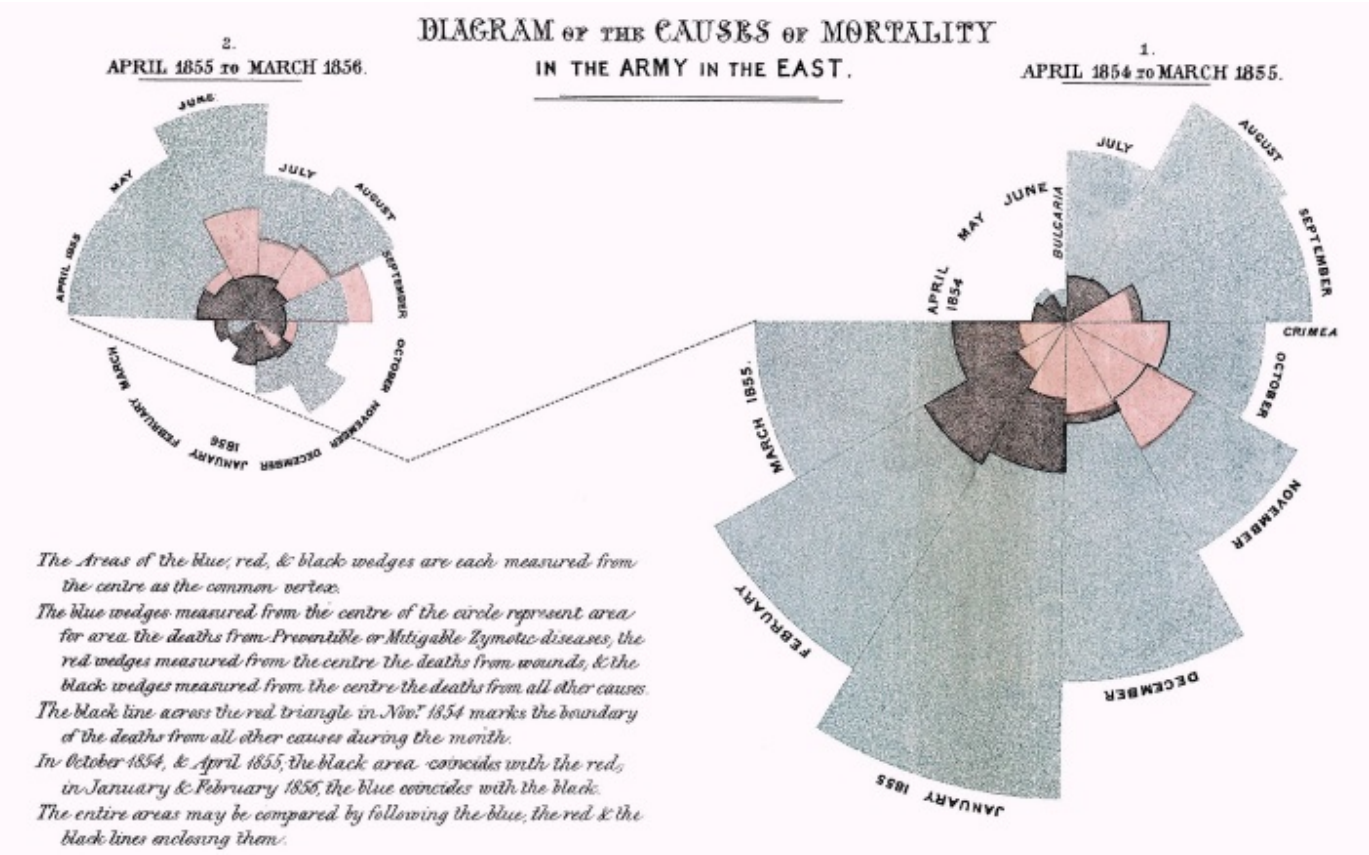 DIAGRAM OF THE CAUSES OF MORTALITY
IN THE ARMY IN THE EAST.
2.
APRIL 1855 TO MARCH 1856.
1.
APRIL 1854 TO MARCH 1855.
JUNE
MAY
JULY
AUGUST
APRIL 1855
SEPTEMBER
OCTOBER
NOVEMBER
DECEMBER
JANUARY
1856
FEBRUARY
MARCH
APRIL
1854
MAY
JUNE
BULGARIA
JULY
AUGUST
SEPTEMBER
CRIMEA
OCTOBER
NOVEMBER
DECEMBER
JANUARY 1855
FEBRUARY
MARCH 1855.
The Areas of the blue, red, & black wedges are each measured from
the centre as the common vertex.
The blue wedges measured from the centre of the circle represent area
for area the deaths from Preventible or Mitigable Zymotic diseases, the
red wedges measured from the centre the deaths from wounds, & the
black wedges measured from the centre the deaths from all other causes.
The black line across the red triangle in Nov.r 1854 marks the boundary
of the deaths from all other causes during the month.
In October 1854, & April 1855, the black area coincides with the red,
in January & February 1856, the blue coincides with the black.
The entire areas may be compared by following the blue, the red & the
black lines enclosing them.